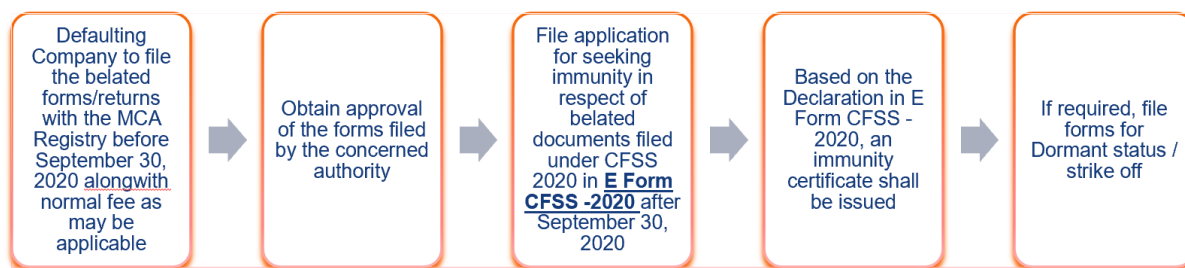 Defaulting
Company to file
the belated
forms/returns
with the MCA
Registry before
September 30,
2020 alongwith
normal fee as
may be
applicable
Obtain approval
of the forms filed
by the concerned
authority
File application
for seeking
immunity in
respect of
belated
documents filed
under CFSS
2020 in E Form
CFSS -2020 after
September 30,
2020
Based on the
Declaration in E
Form CFSS -
2020, an
immunity
certificate shall
be issued
If required, file
forms for
Dormant status /
strike off